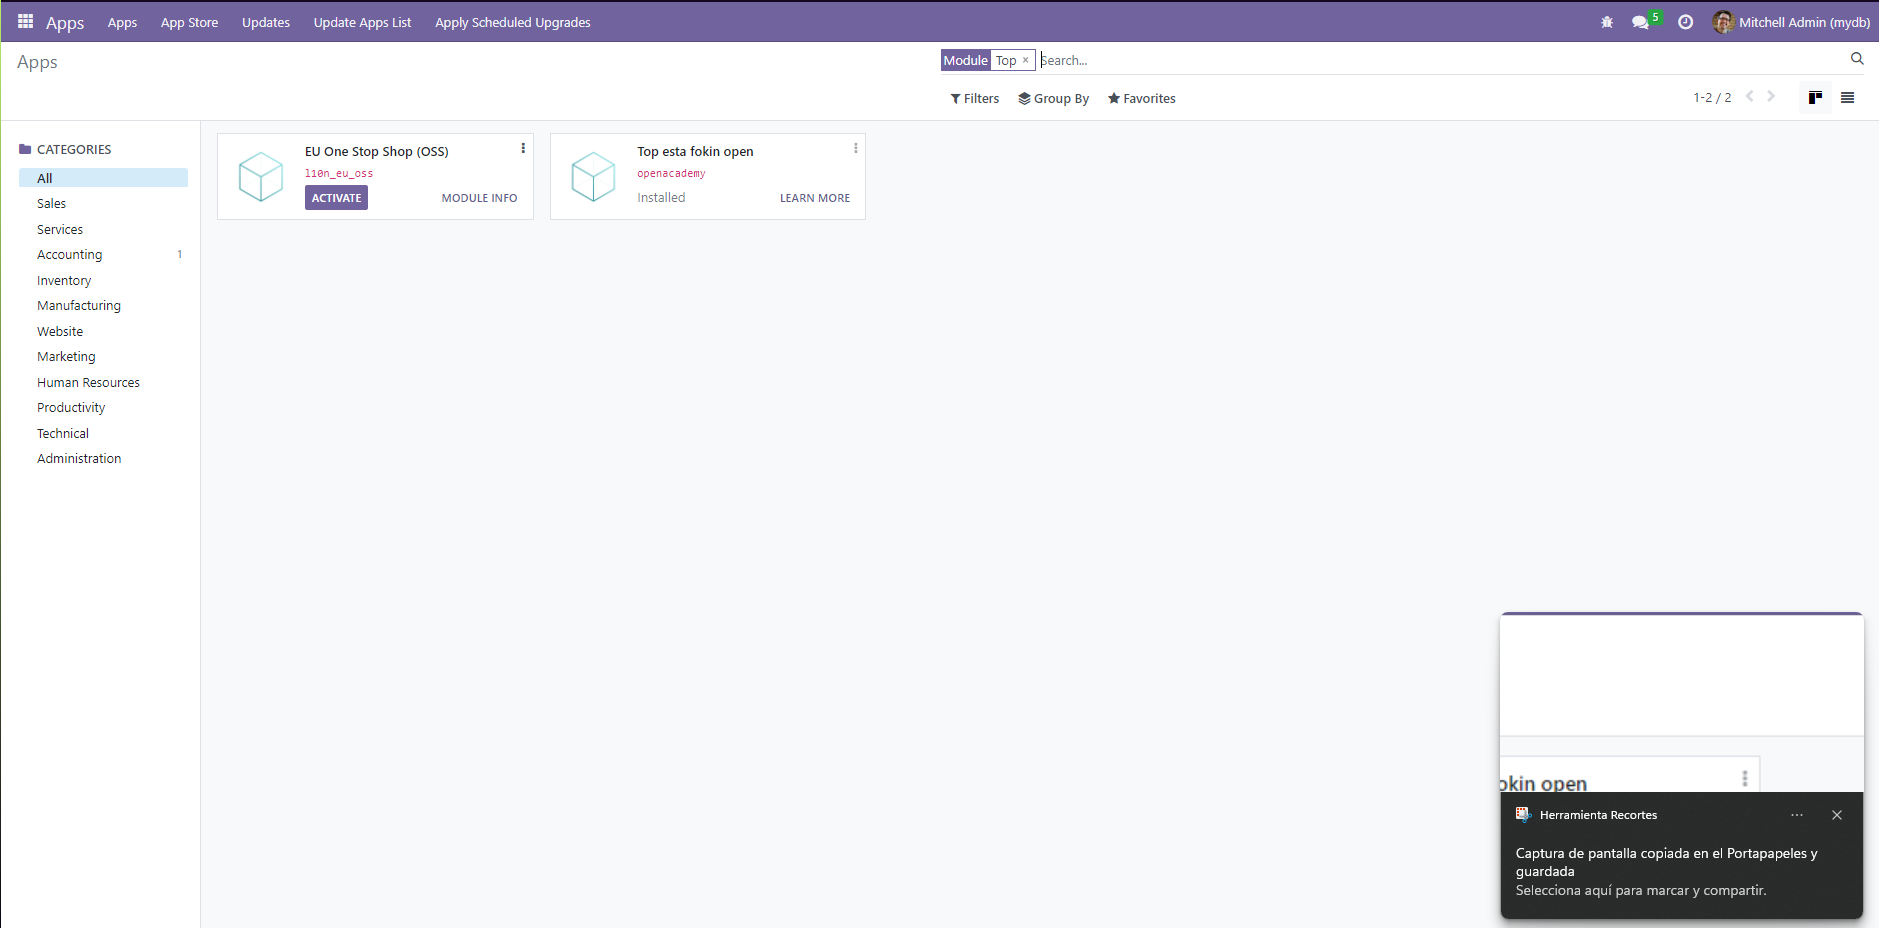 Apps Apps App Store Updates Update Apps List Apply Scheduled Upgrades 5 Mitchell Admin (mydb)
Apps
Module Top × Search...
Filters Group By Favorites 1-2 / 2
CATEGORIES
All
Sales
Services
Accounting 1
Inventory
Manufacturing
Website
Marketing
Human Resources
Productivity
Technical
Administration
EU One Stop Shop (OSS)
l10n_eu_oss
ACTIVATE MODULE INFO
Top esta fokin open
openacademy
Installed LEARN MORE
okin open
Herramienta Recortes
Captura de pantalla copiada en el Portapapeles y
guardada
Selecciona aquí para marcar y compartir.